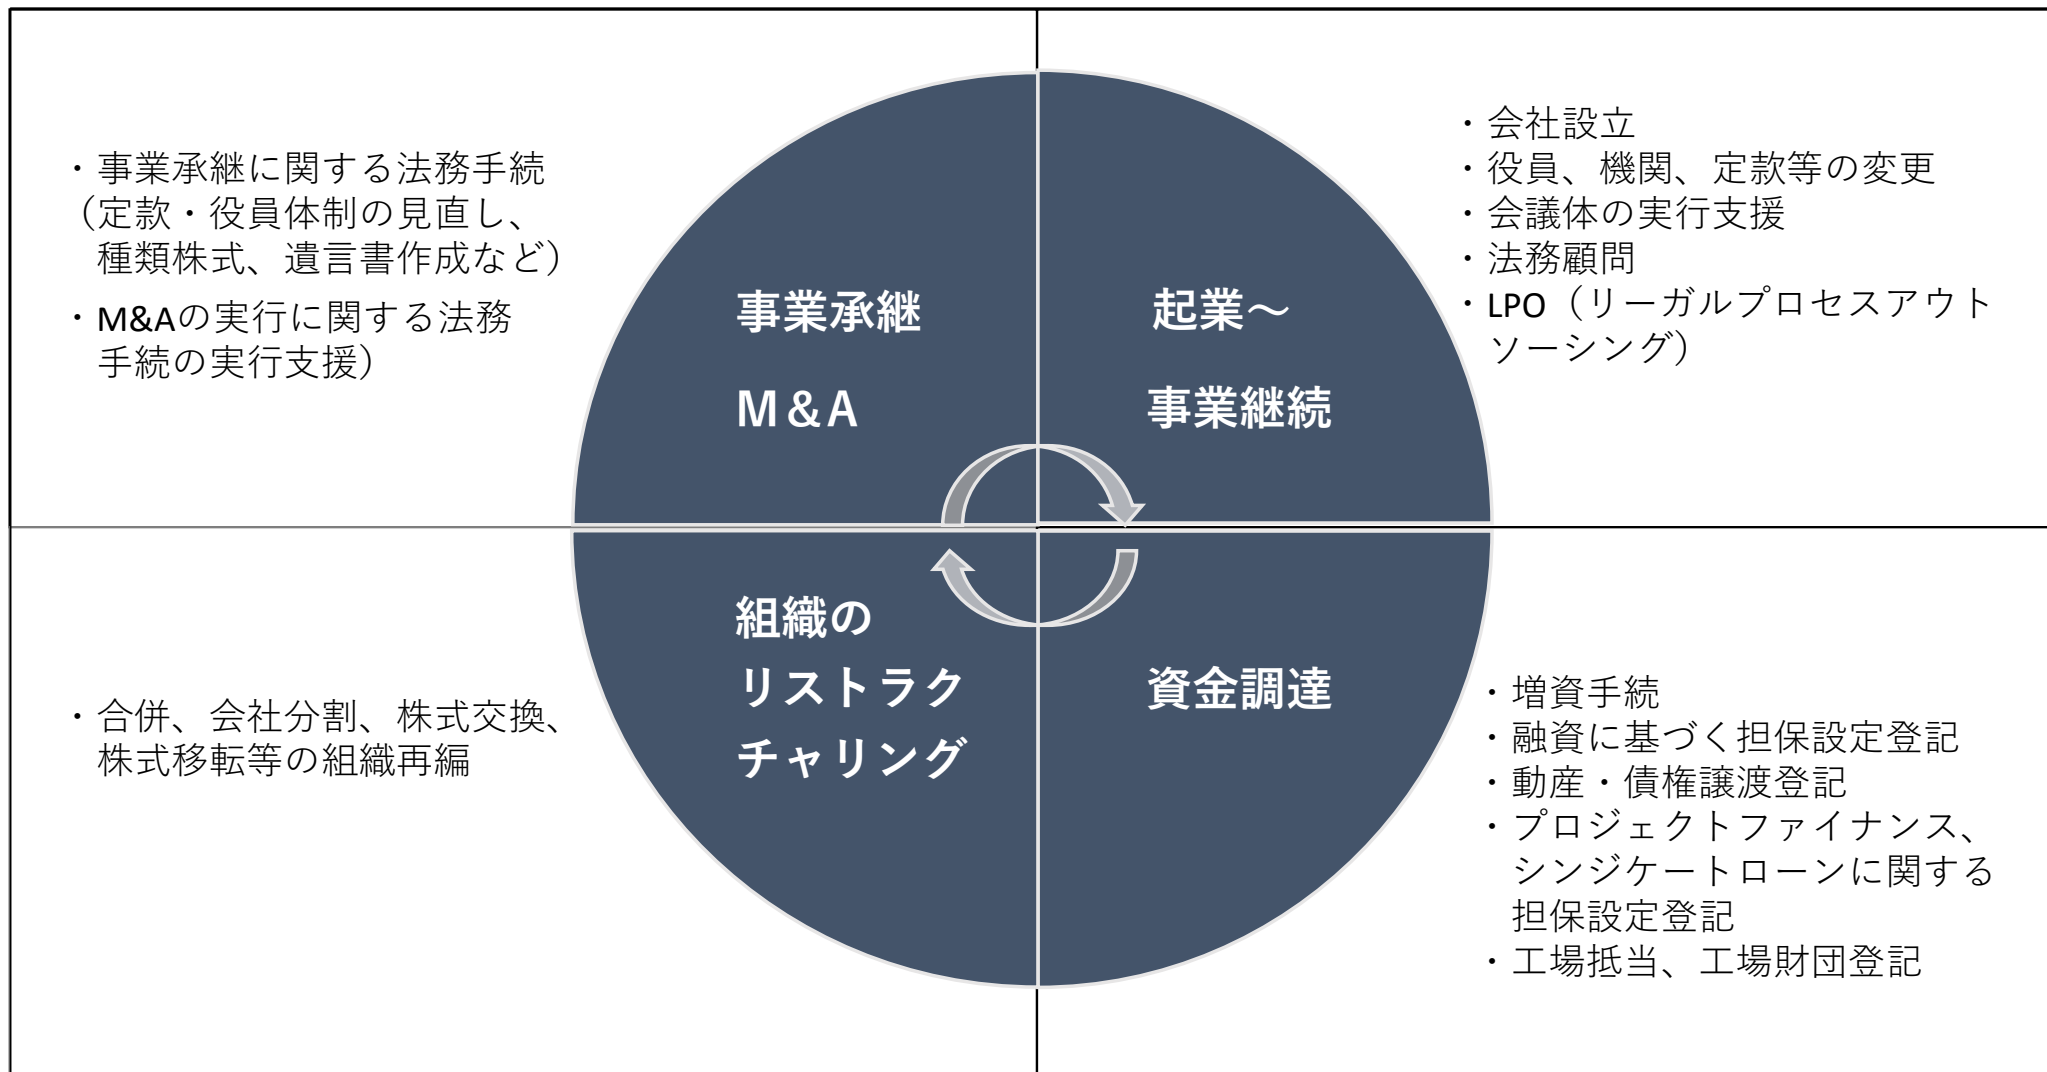 ・事業承継に関する法務手続
（定款・役員体制の見直し、
種類株式、遺言書作成など）
・M&Aの実行に関する法務
手続の実行支援）
事業承継
M&A
起業～
事業継続
・会社設立
・役員、機関、定款等の変更
・会議体の実行支援
・法務顧問
・LPO（リーガルプロセスアウト
ソーシング）
・合併、会社分割、株式交換、
株式移転等の組織再編
組織の
リストラク
チャリング
資金調達
・増資手続
・融資に基づく担保設定登記
・動産・債権譲渡登記
・プロジェクトファイナンス、
シンジケートローンに関する
担保設定登記
・工場抵当、工場財団登記